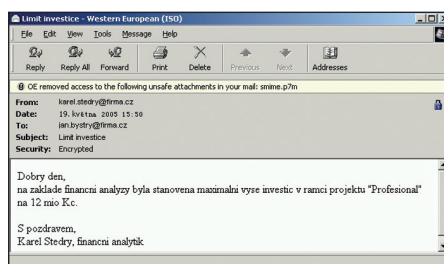 Limit investice - Western European (ISO)
File Edit View Tools Message Help
Reply Reply All Forward Print Delete Previous Next Addresses
OE removed access to the following unsafe attachments in your mail: smime.p7m
From: karel.stedry@firma.cz
Date: 19. května 2005 15:50
To: jan.bystry@firma.cz
Subject: Limit investice
Security: Encrypted
Dobry den,
na zaklade financni analyzy byla stanovena maximalni vyse investic v ramci projektu "Profesional"
na 12 mio Kc.
S pozdravem,
Karel Stedry, financni analytik